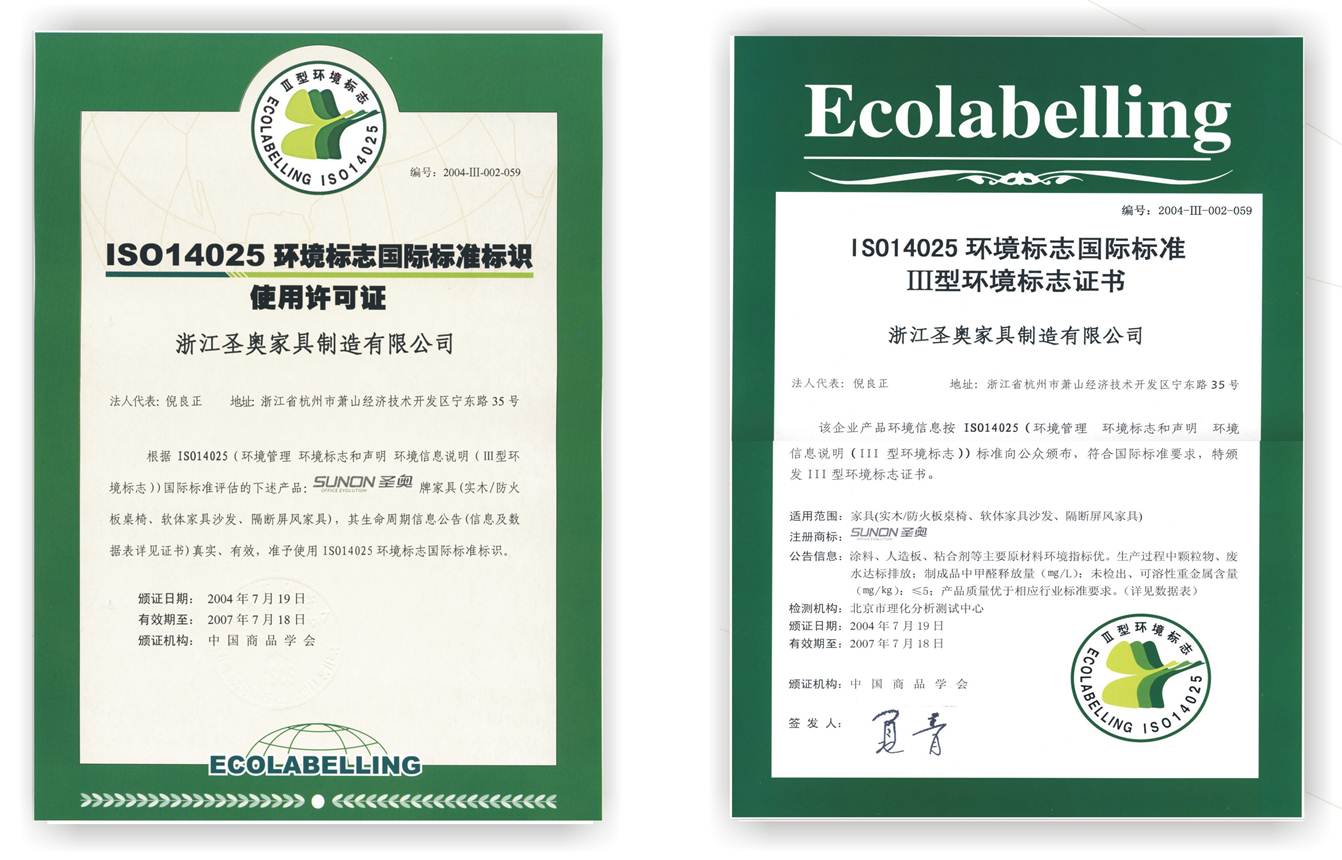 III型环境标志
ECOLABELLING ISO14025
编号：2004-III-002-059
ISO14025 环境标志国际标准标识
使用许可证
浙江圣奥家具制造有限公司
法人代表：倪良正 地址：浙江省杭州市萧山经济技术开发区宁东路 35 号
根据 ISO14025（环境管理 环境标志和声明 环境信息说明（III型环
境标志））国际标准评估的下述产品：SUNON 圣奥 牌家具(实木/防火
OFFICE EVOLUTION
板桌椅、软体家具沙发、隔断屏风家具)，其生命周期信息公告(信息及数
据表详见证书)真实、有效，准予使用 ISO14025 环境标志国际标准标识。
颁证日期： 2004 年 7 月 19 日
有效期至： 2007 年 7 月 18 日
颁证机构： 中 国 商 品 学 会
ECOLABELLING
Ecolabelling
编号：2004-III-002-059
ISO14025 环境标志国际标准
III型环境标志证书
浙江圣奥家具制造有限公司
法人代表：倪良正 地址：浙江省杭州市萧山经济技术开发区宁东路 35 号
该企业产品环境信息按 ISO14025（环境管理 环境标志和声明 环境
信息说明（III 型环境标志））标准向公众颁布，符合国际标准要求，特颁
发 III 型环境标志证书。
适用范围：家具(实木/防火板桌椅、软体家具沙发、隔断屏风家具)
注册商标：SUNON 圣奥
公告信息：涂料、人造板、粘合剂等主要原材料环境指标优。生产过程中颗粒物、废
水达标排放；制成品中甲醛释放量（mg/L）：未检出、可溶性重金属含量
（mg/kg）：≤5；产品质量优于相应行业标准要求。（详见数据表）
检测机构：北京市理化分析测试中心
颁证日期：2004 年 7 月 19 日
有效期至：2007 年 7 月 18 日
颁证机构：中 国 商 品 学 会
签 发 人：
III型环境标志
ECOLABELLING ISO14025